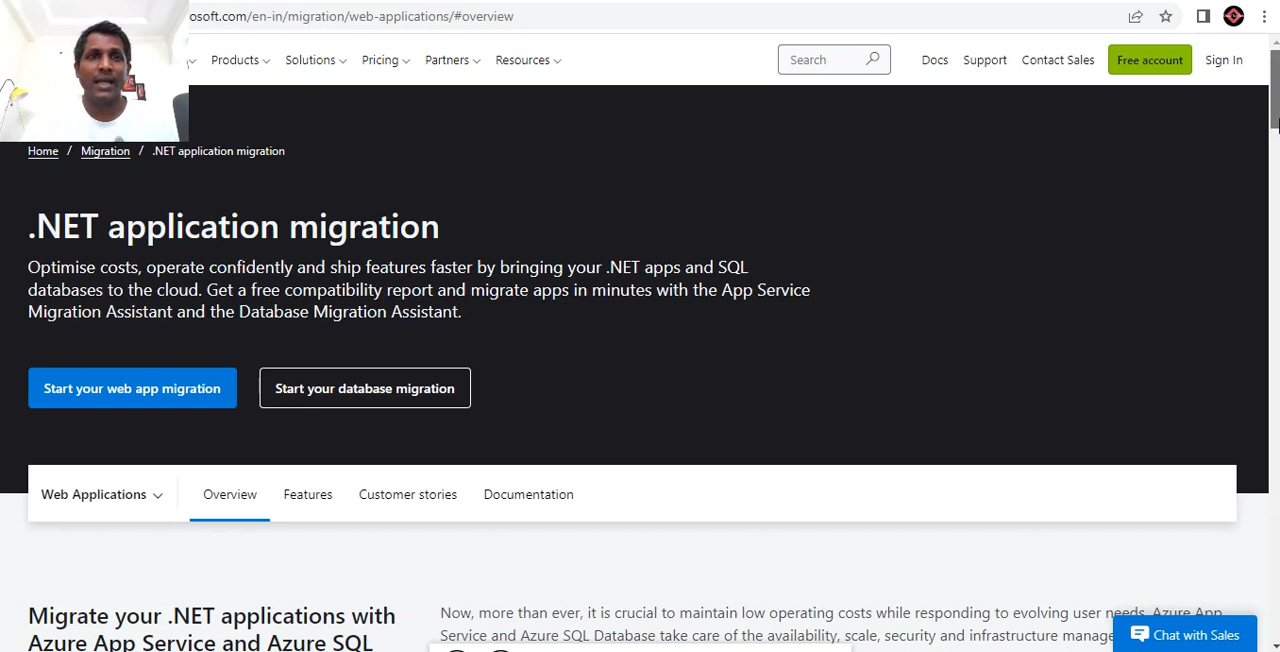 osoft.com/en-in/migration/web-applications/#overview
Products Solutions Pricing Partners Resources Search Docs Support Contact Sales Free account Sign In
Home / Migration / .NET application migration
.NET application migration
Optimise costs, operate confidently and ship features faster by bringing your .NET apps and SQL
databases to the cloud. Get a free compatibility report and migrate apps in minutes with the App Service
Migration Assistant and the Database Migration Assistant.
Start your web app migration Start your database migration
Web Applications Overview Features Customer stories Documentation
Migrate your .NET applications with
Azure App Service and Azure SQL
Now, more than ever, it is crucial to maintain low operating costs while responding to evolving user needs. Azure App
Service and Azure SQL Database take care of the availability, scale, security and infrastructure
Chat with Sales